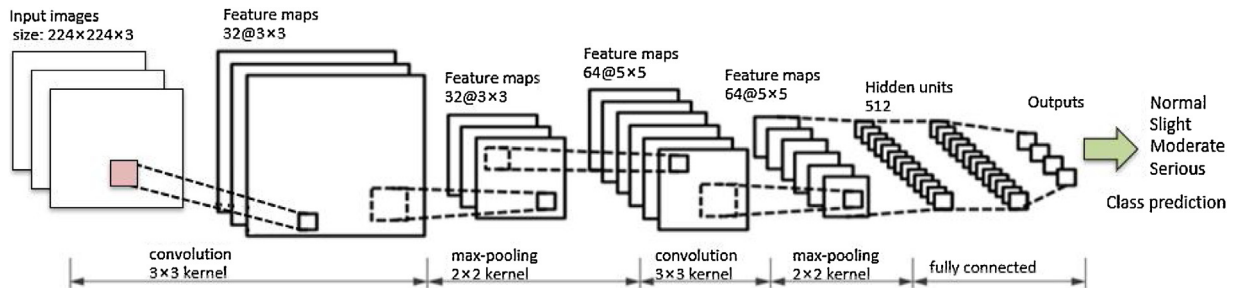 Input images
size: 224×224×3
Feature maps
32@3×3
Feature maps
32@3×3
Feature maps
64@5×5
Feature maps
64@5×5
Hidden units
512
Outputs
Normal
Slight
Moderate
Serious
Class prediction
convolution
3×3 kernel
max-pooling
2×2 kernel
convolution
3×3 kernel
max-pooling
2×2 kernel
fully connected